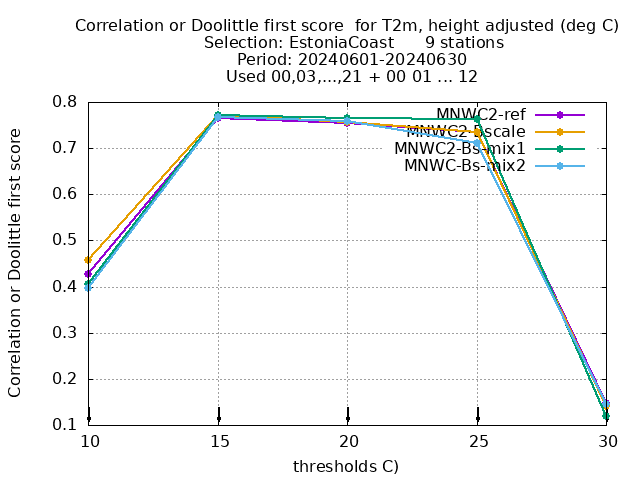 Correlation or Doolittle first score  for T2m, height adjusted (deg C)
Selection: EstoniaCoast      9 stations
Period: 20240601-20240630
Used 00,03,...,21 + 00 01 ... 12
Correlation or Doolittle first score
0.8
0.7
0.6
0.5
0.4
0.3
0.2
0.1
MNWC2-ref
MNWC2-Bscale
MNWC2-Bs-mix1
MNWC-Bs-mix2
10 15 20 25 30
thresholds C)